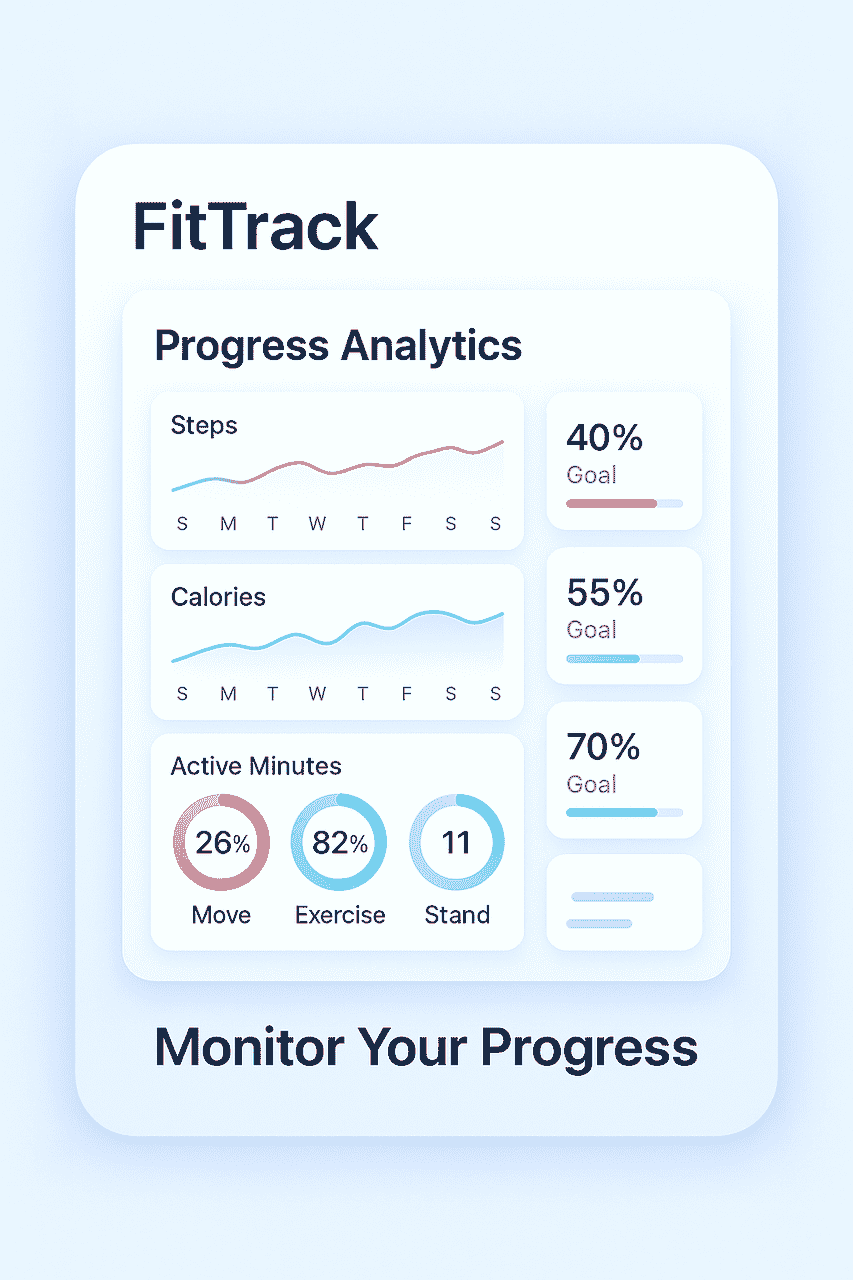 FitTrack
Progress Analytics
Steps
S M T W T F S S
40%
Goal
Calories
S M T W T F S S
55%
Goal
70%
Goal
Active Minutes
26% 82% 11
Move Exercise Stand
Monitor Your Progress